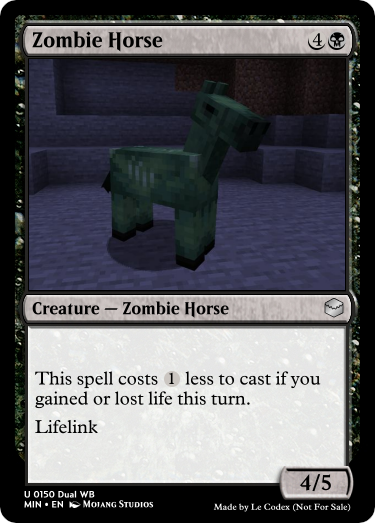 Zombie Horse 4
Creature — Zombie Horse
This spell costs 1 less to cast if you
gained or lost life this turn.
Lifelink
4/5
U 0150 Dual WB
MIN • EN Mojang Studios
Made by Le Codex (Not For Sale)